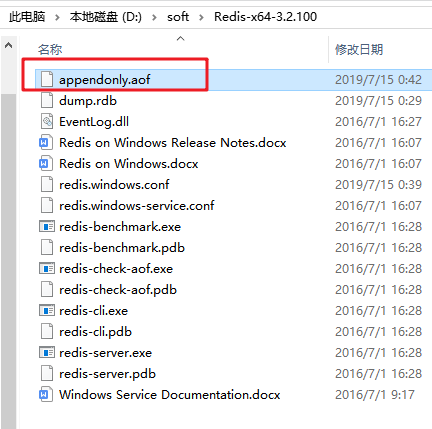 此电脑 > 本地磁盘 (D:) > soft > Redis-x64-3.2.100
名称 修改日期
appendonly.aof 2019/7/15 0:42
dump.rdb 2019/7/15 0:29
EventLog.dll 2016/7/1 16:27
Redis on Windows Release Notes.docx 2016/7/1 16:07
Redis on Windows.docx 2016/7/1 16:07
redis.windows.conf 2019/7/15 0:39
redis.windows-service.conf 2016/7/1 16:07
redis-benchmark.exe 2016/7/1 16:28
redis-benchmark.pdb 2016/7/1 16:28
redis-check-aof.exe 2016/7/1 16:28
redis-check-aof.pdb 2016/7/1 16:28
redis-cli.exe 2016/7/1 16:28
redis-cli.pdb 2016/7/1 16:28
redis-server.exe 2016/7/1 16:28
redis-server.pdb 2016/7/1 16:28
Windows Service Documentation.docx 2016/7/1 9:17